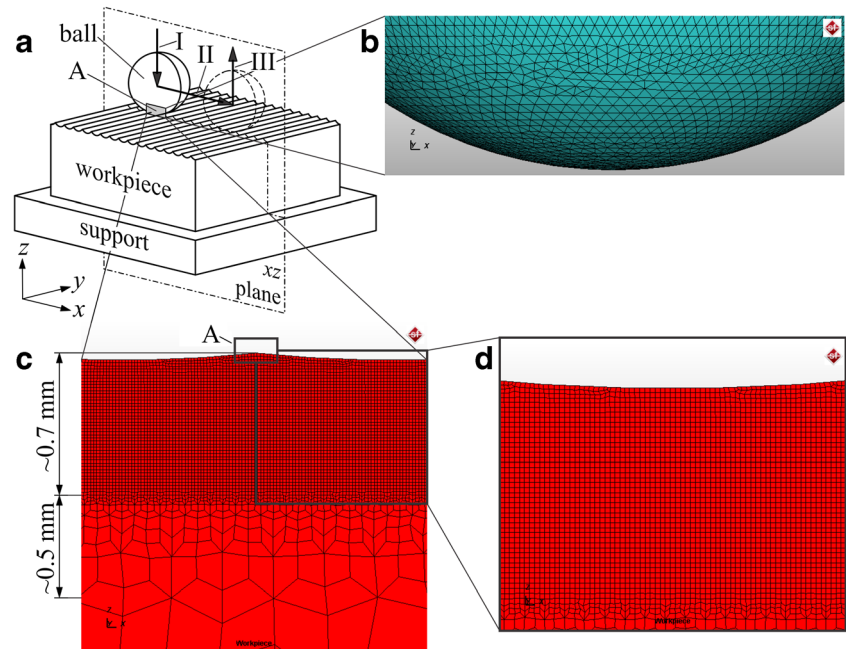 a
ball
I
II
III
A
workpiece
support
z
y
x
xz
plane
b
z
x
c
A
~0.7 mm
~0.5 mm
z
x
Workpiece
d
x
Workpiece